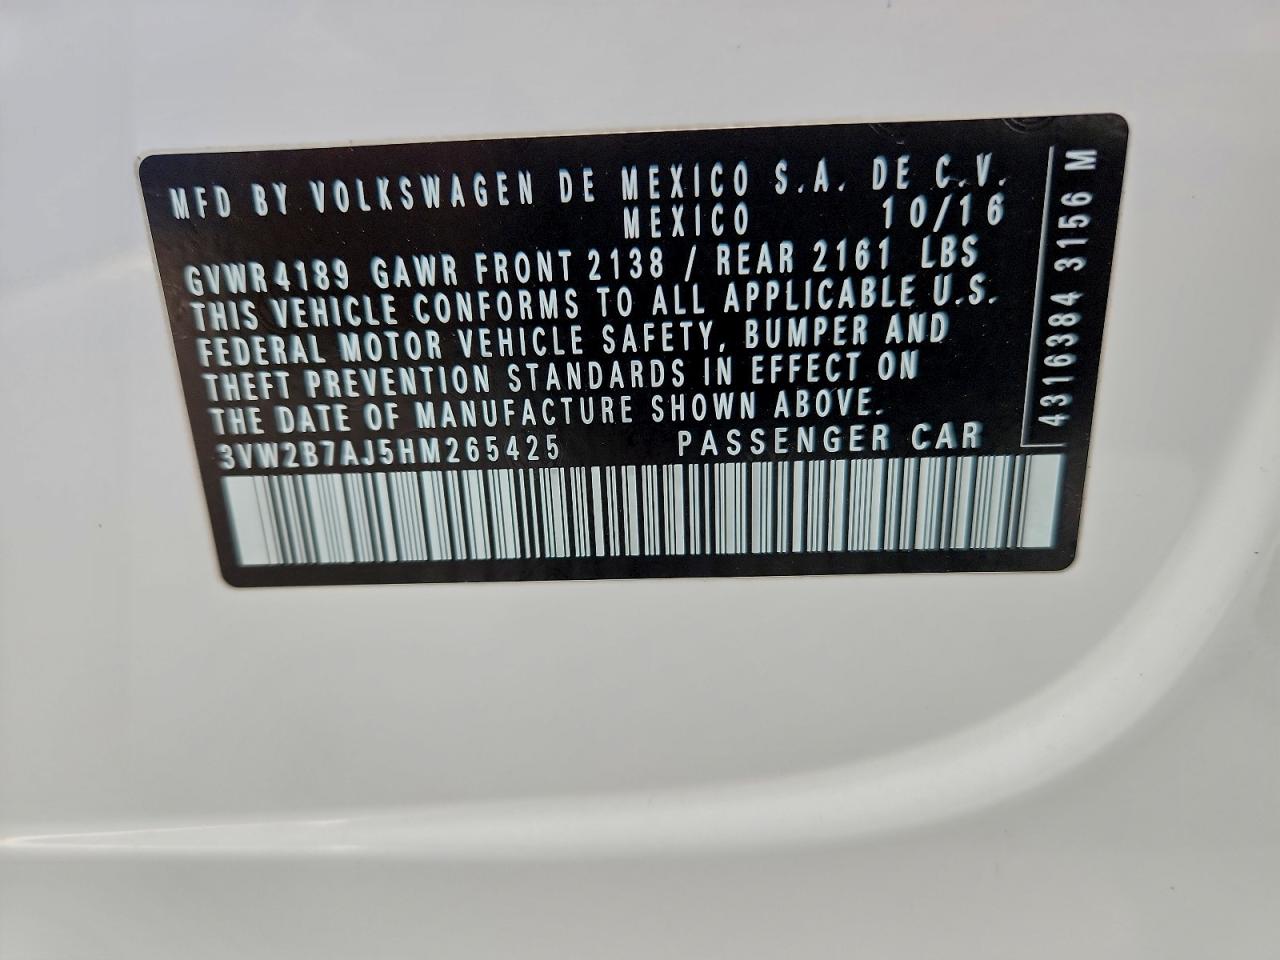 MFD BY VOLKSWAGEN DE MEXICO S.A. DE C.V.
MEXICO 10/16
GVWR 4189 GAWR FRONT 2138 / REAR 2161 LBS
THIS VEHICLE CONFORMS TO ALL APPLICABLE U.S.
FEDERAL MOTOR VEHICLE SAFETY, BUMPER AND
THEFT PREVENTION STANDARDS IN EFFECT ON
THE DATE OF MANUFACTURE SHOWN ABOVE.
3VW2B7AJ5HM265425 PASSENGER CAR
4316384 3156 M